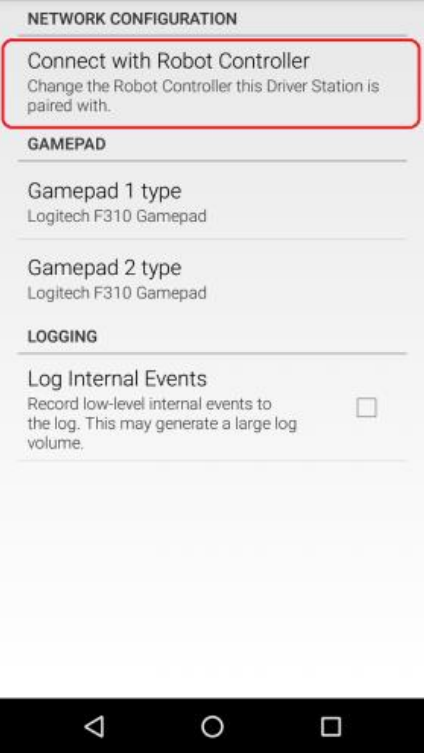 NETWORK CONFIGURATION
Connect with Robot Controller
Change the Robot Controller this Driver Station is
paired with.
GAMEPAD
Gamepad 1 type
Logitech F310 Gamepad
Gamepad 2 type
Logitech F310 Gamepad
LOGGING
Log Internal Events
Record low-level internal events to
the log. This may generate a large log
volume.